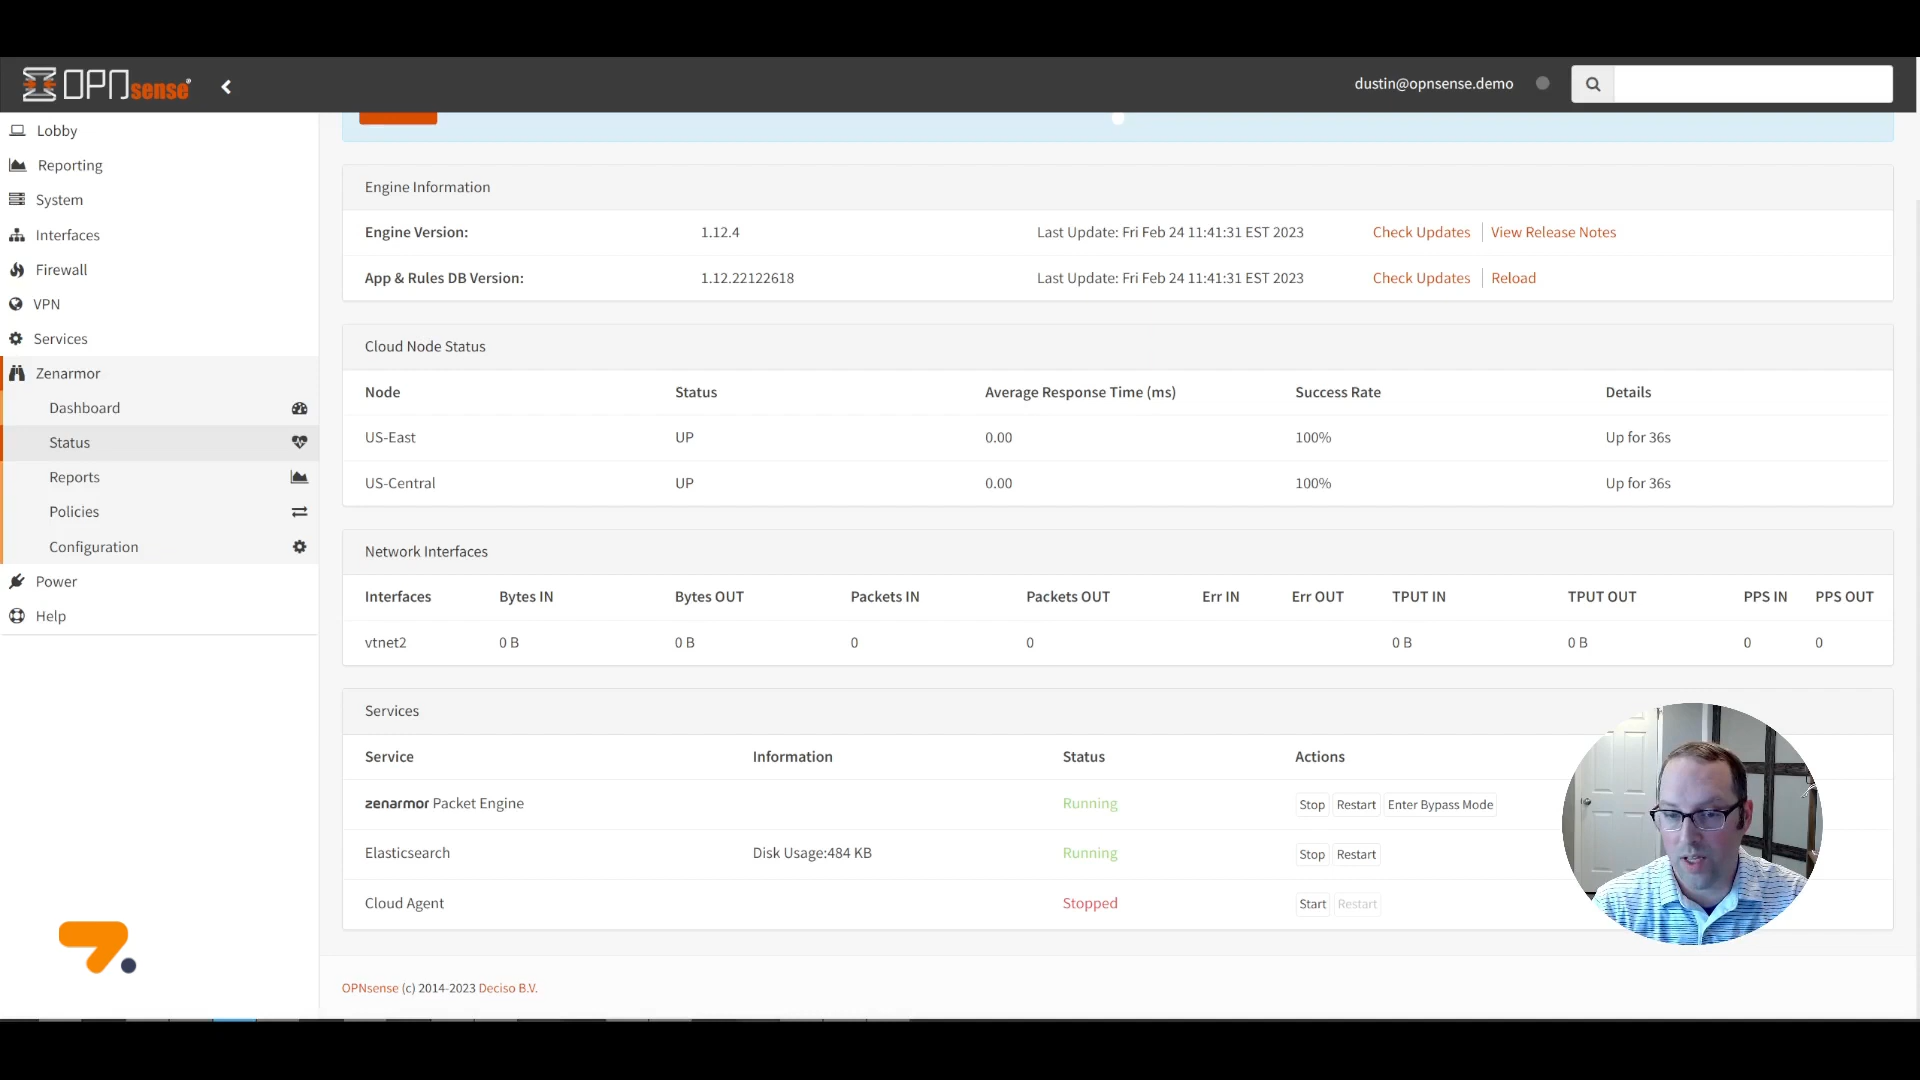 OPNsense
dustin@opnsense.demo
Lobby
Reporting
System
Interfaces
Firewall
VPN
Services
Zenarmor
Dashboard
Status
Reports
Policies
Configuration
Power
Help
Engine Information
Engine Version: 1.12.4 Last Update: Fri Feb 24 11:41:31 EST 2023 Check Updates View Release Notes
App & Rules DB Version: 1.12.22122618 Last Update: Fri Feb 24 11:41:31 EST 2023 Check Updates Reload
Cloud Node Status
Node Status Average Response Time (ms) Success Rate Details
US-East UP 0.00 100% Up for 36s
US-Central UP 0.00 100% Up for 36s
Network Interfaces
Interfaces Bytes IN Bytes OUT Packets IN Packets OUT Err IN Err OUT TPUT IN TPUT OUT PPS IN PPS OUT
vtnet2 0 B 0 B 0 0 0 B 0 B 0 0
Services
Service Information Status Actions
zenarmor Packet Engine Running Stop Restart Enter Bypass Mode
Elasticsearch Disk Usage:484 KB Running Stop Restart
Cloud Agent Stopped Start Restart
OPNsense (c) 2014-2023 Deciso B.V.